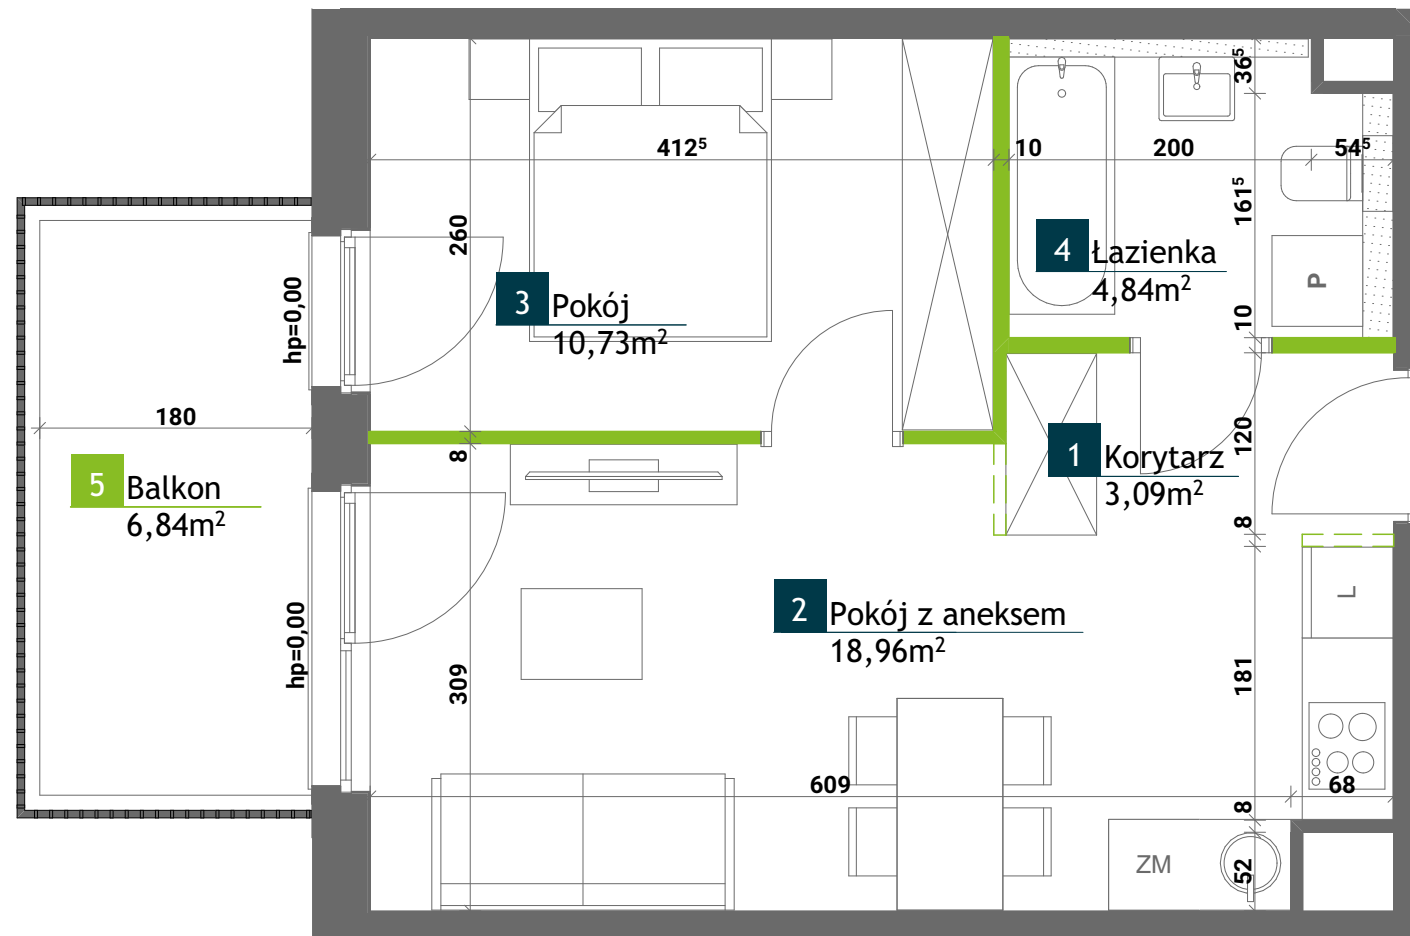 36⁵
412⁵
10
200
54⁵
161⁵
260
4 Łazienka
4,84m²
P
hp=0,00
3 Pokój
10,73m²
10
180
8
120
1 Korytarz
3,09m²
5 Balkon
6,84m²
8
L
hp=0,00
2 Pokój z aneksem
18,96m²
309
181
609
68
8
ZM
52